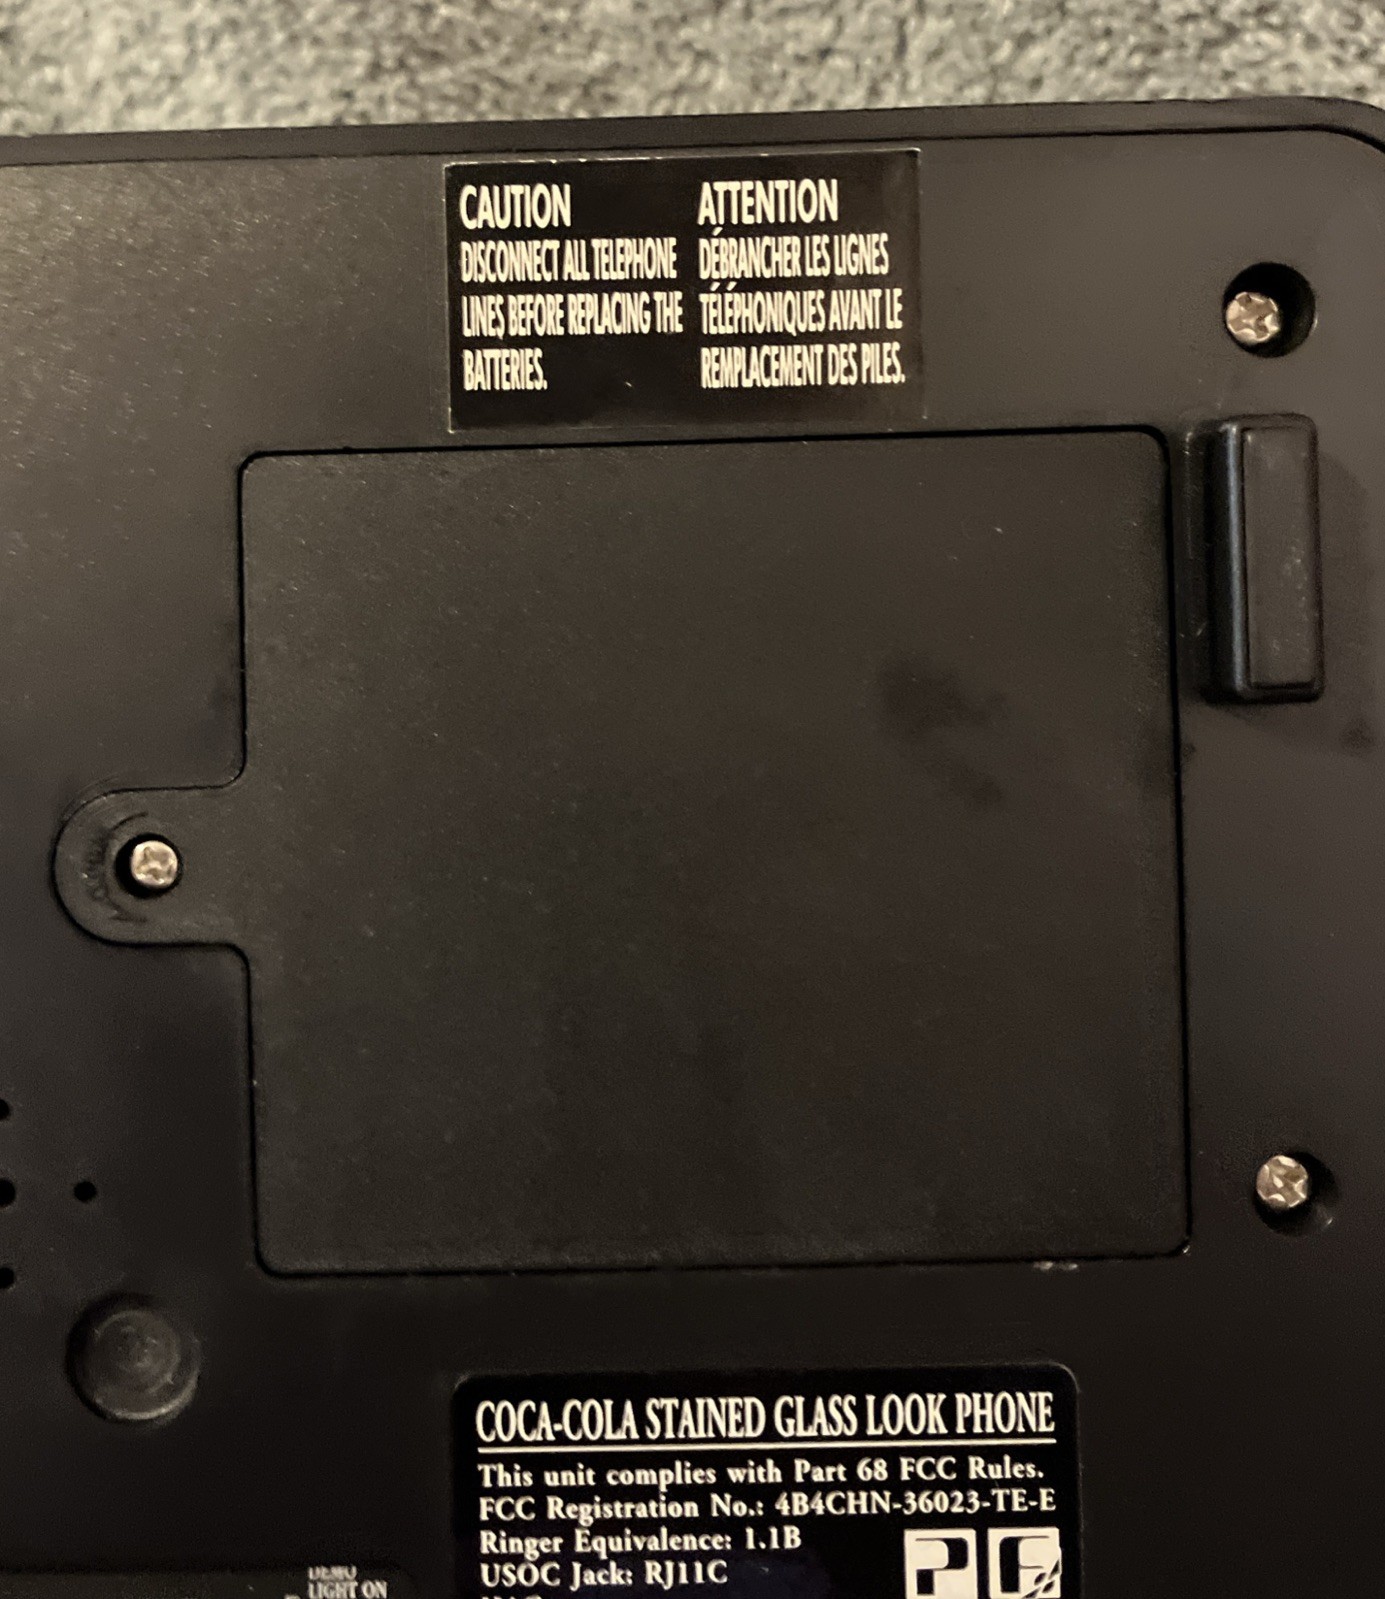 CAUTION
DISCONNECT ALL TELEPHONE
LINES BEFORE REPLACING THE
BATTERIES.
ATTENTION
DÉBRANCHER LES LIGNES
TÉLÉPHONIQUES AVANT LE
REMPLACEMENT DES PILES.
COCA-COLA STAINED GLASS LOOK PHONE
This unit complies with Part 68 FCC Rules.
FCC Registration No.: 4B4CHN-36023-TE-E
Ringer Equivalence: 1.1B
USOC Jack: RJ11C
DEMO
LIGHT ON